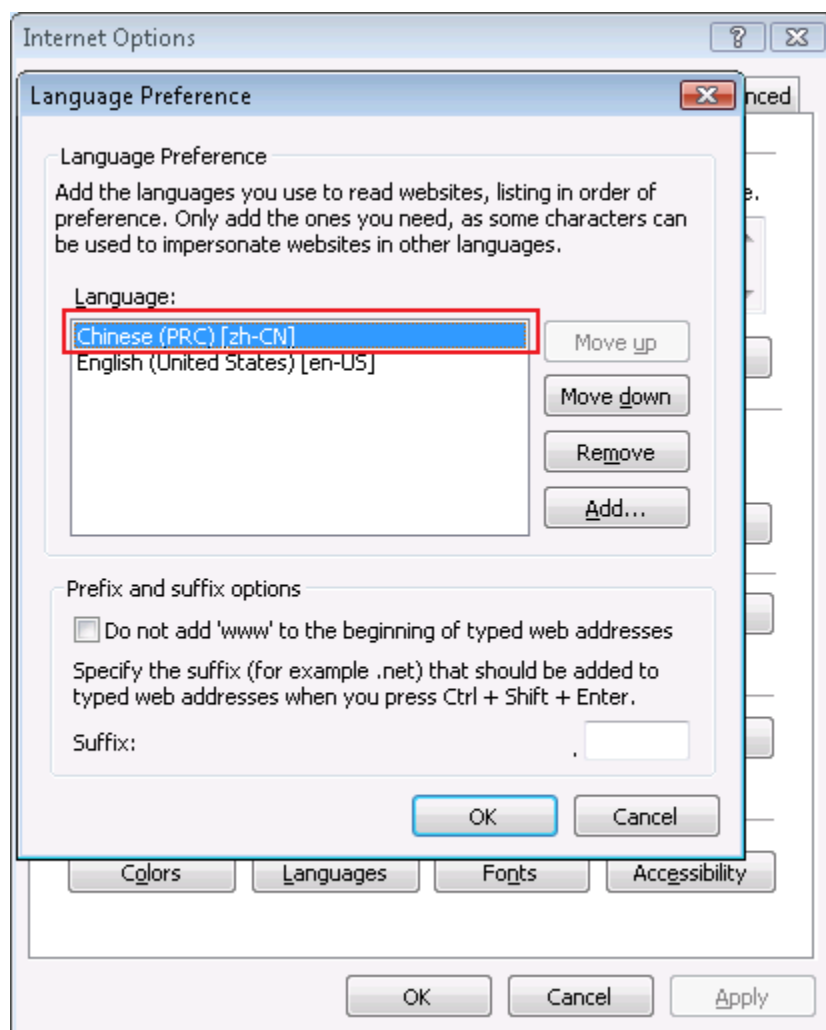 Internet Options
Language Preference
nced
Language Preference
Add the languages you use to read websites, listing in order of
preference. Only add the ones you need, as some characters can
be used to impersonate websites in other languages.
e.
Language:
Chinese (PRC) [zh-CN]
English (United States) [en-US]
Move up
Move down
Remove
Add...
Prefix and suffix options
Do not add 'www' to the beginning of typed web addresses
Specify the suffix (for example .net) that should be added to
typed web addresses when you press Ctrl + Shift + Enter.
Suffix:
.
OK
Cancel
Colors
Languages
Fonts
Accessibility
OK
Cancel
Apply